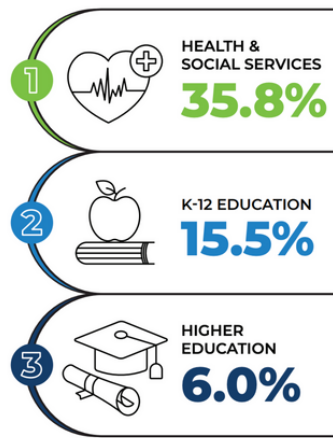 1
HEALTH &
SOCIAL SERVICES
35.8%
2
K-12 EDUCATION
15.5%
3
HIGHER
EDUCATION
6.0%